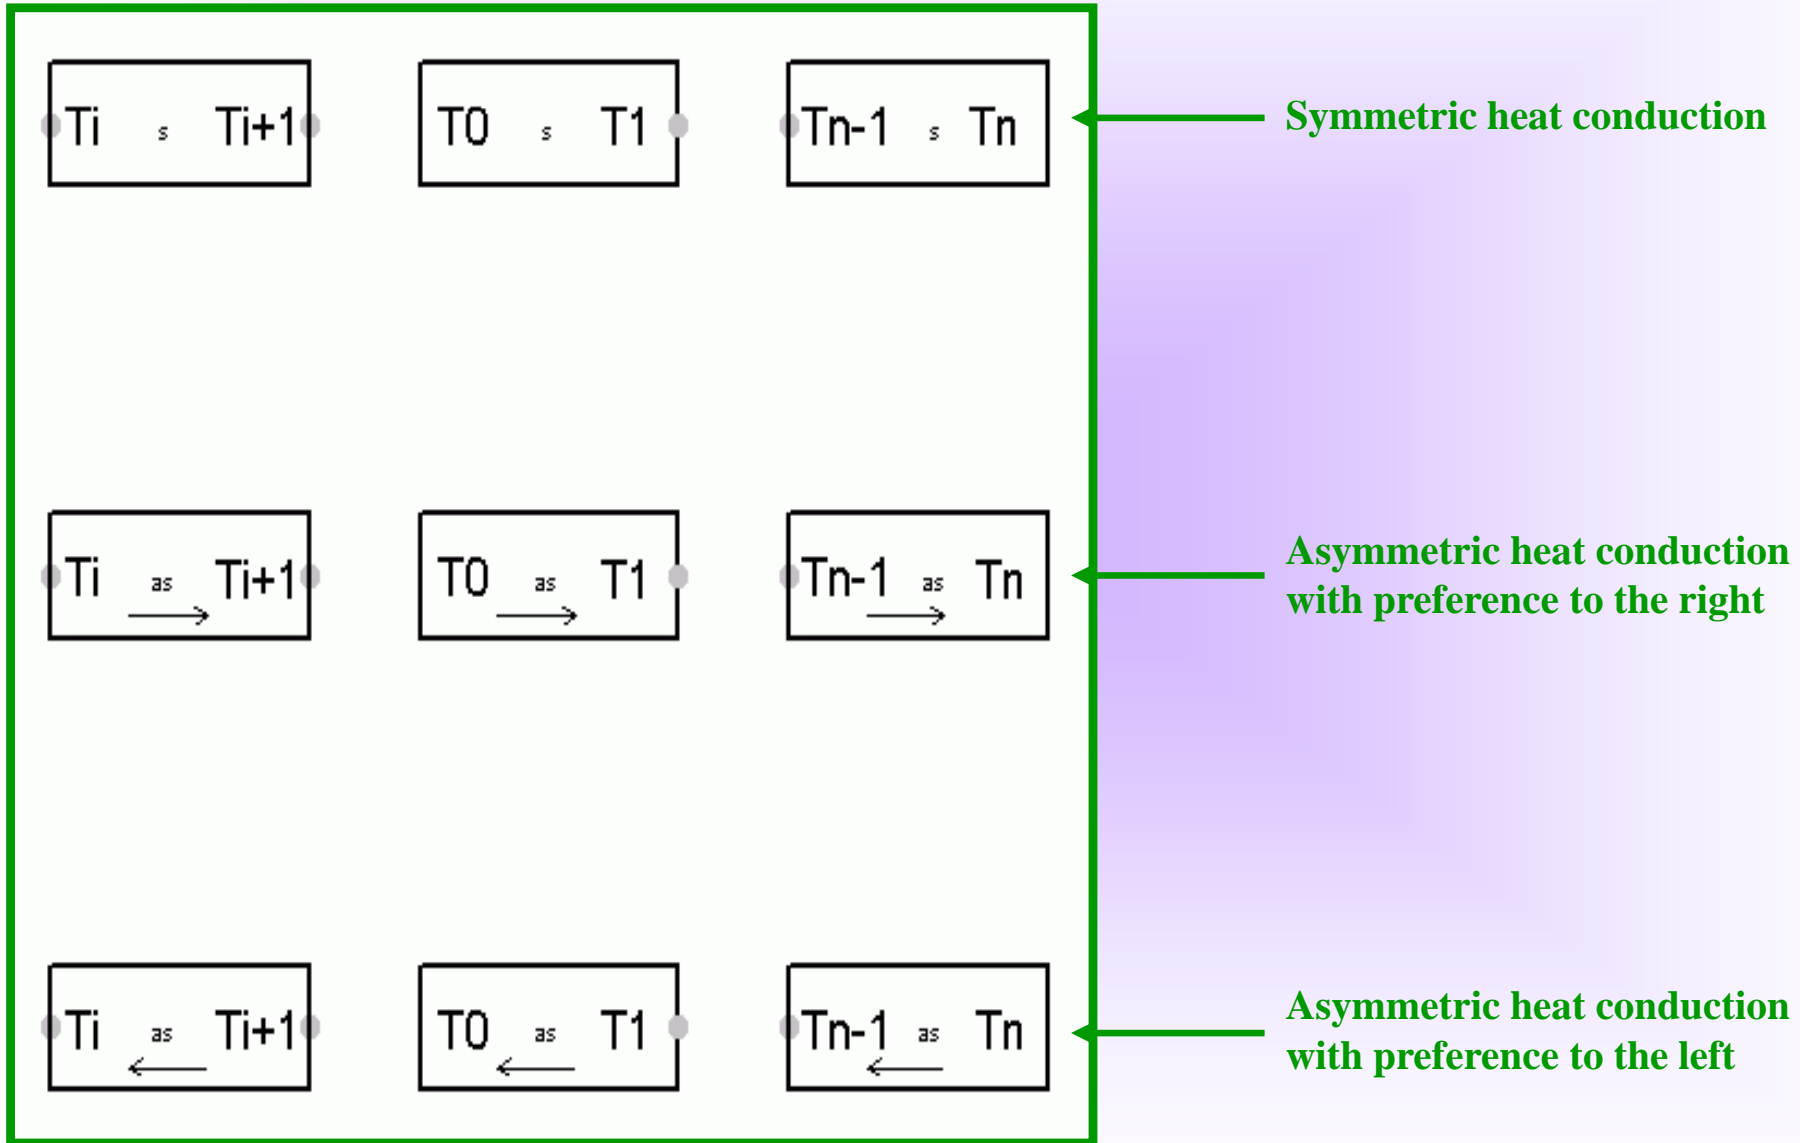 Ti s Ti+1 T0 s T1 Tn-1 s Tn
Symmetric heat conduction
Ti as Ti+1 T0 as T1 Tn-1 as Tn
Asymmetric heat conduction
with preference to the right
Ti as Ti+1 T0 as T1 Tn-1 as Tn
Asymmetric heat conduction
with preference to the left